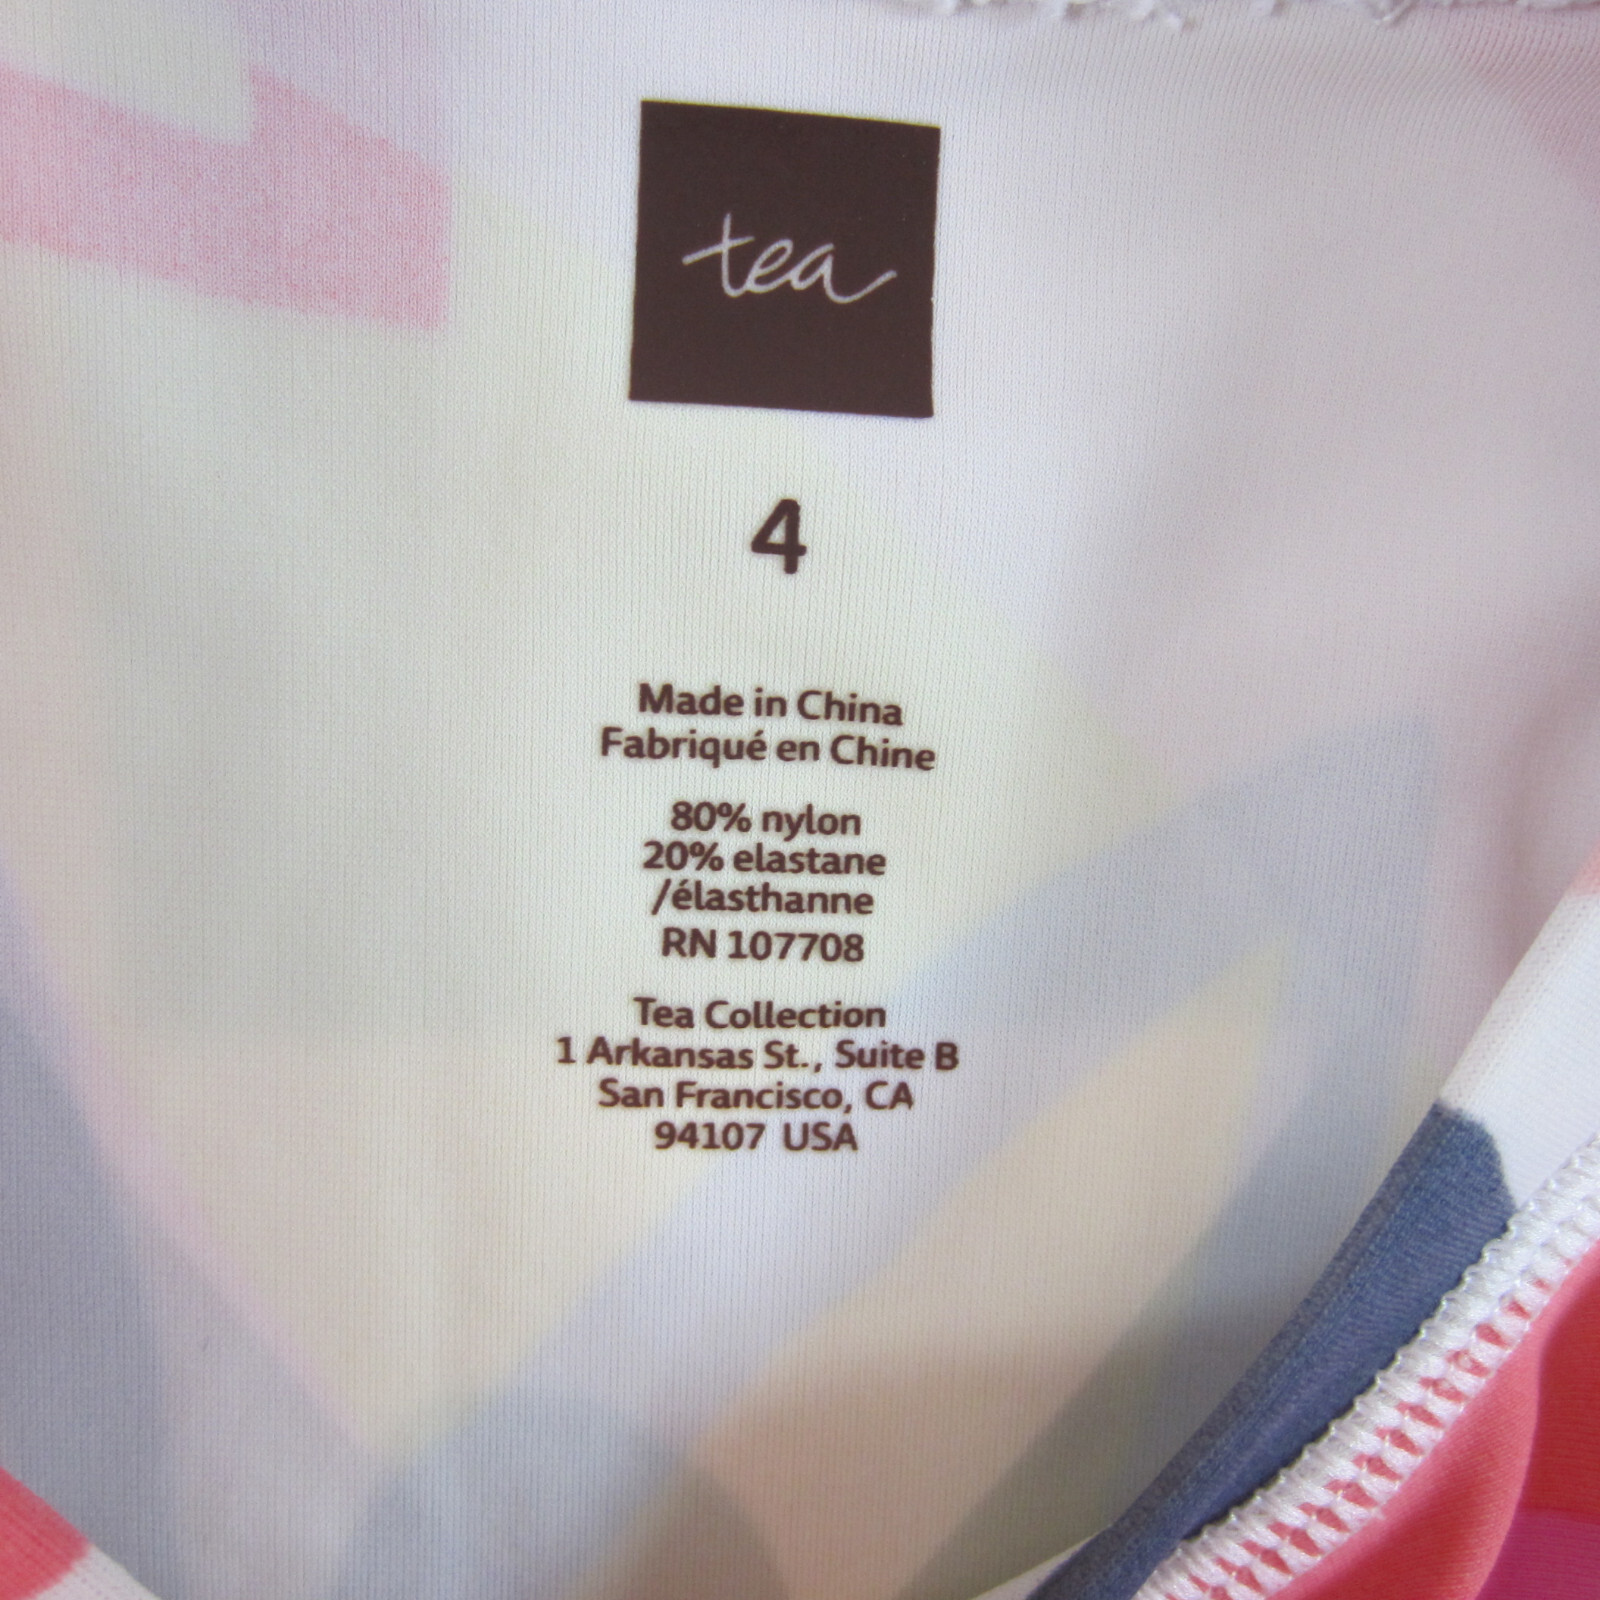 tea
4
Made in China
Fabriqué en Chine
80% nylon
20% elastane
/élasthanne
RN 107708
Tea Collection
1 Arkansas St., Suite B
San Francisco, CA
94107 USA